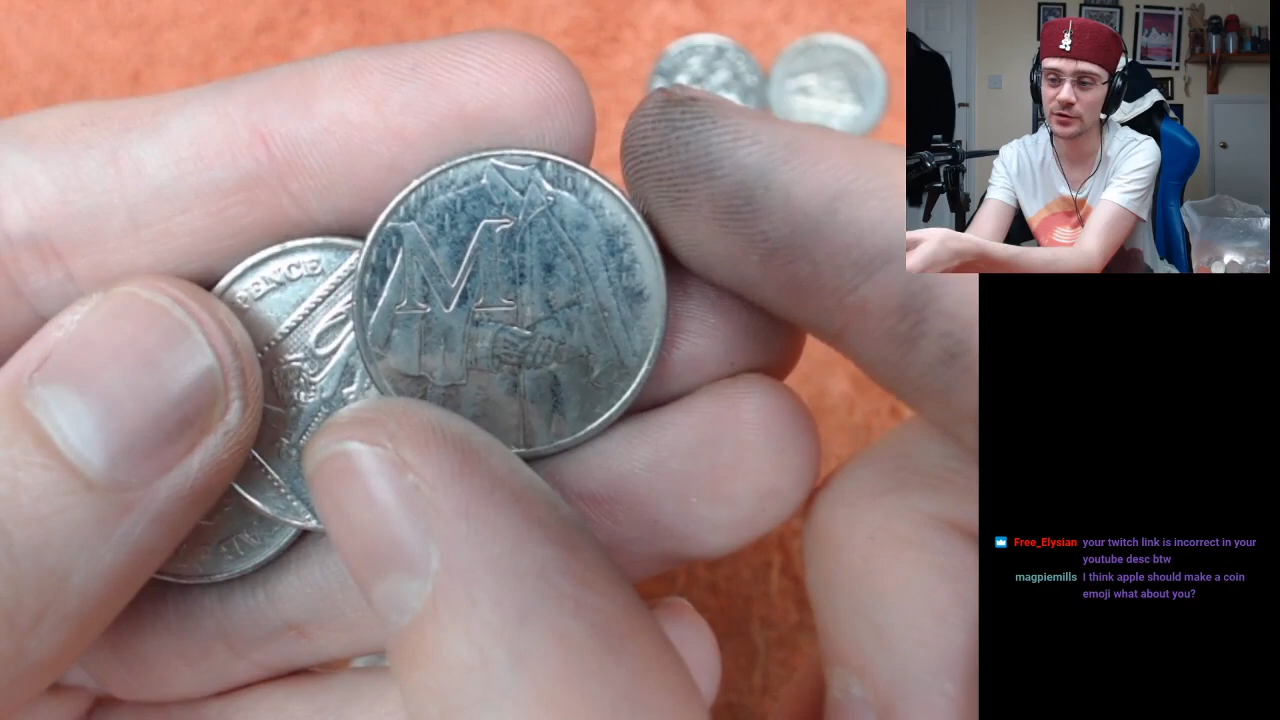 PENCE
M
Free_Elysian your twitch link is incorrect in your
youtube desc btw
magpiemills I think apple should make a coin
emoji what about you?